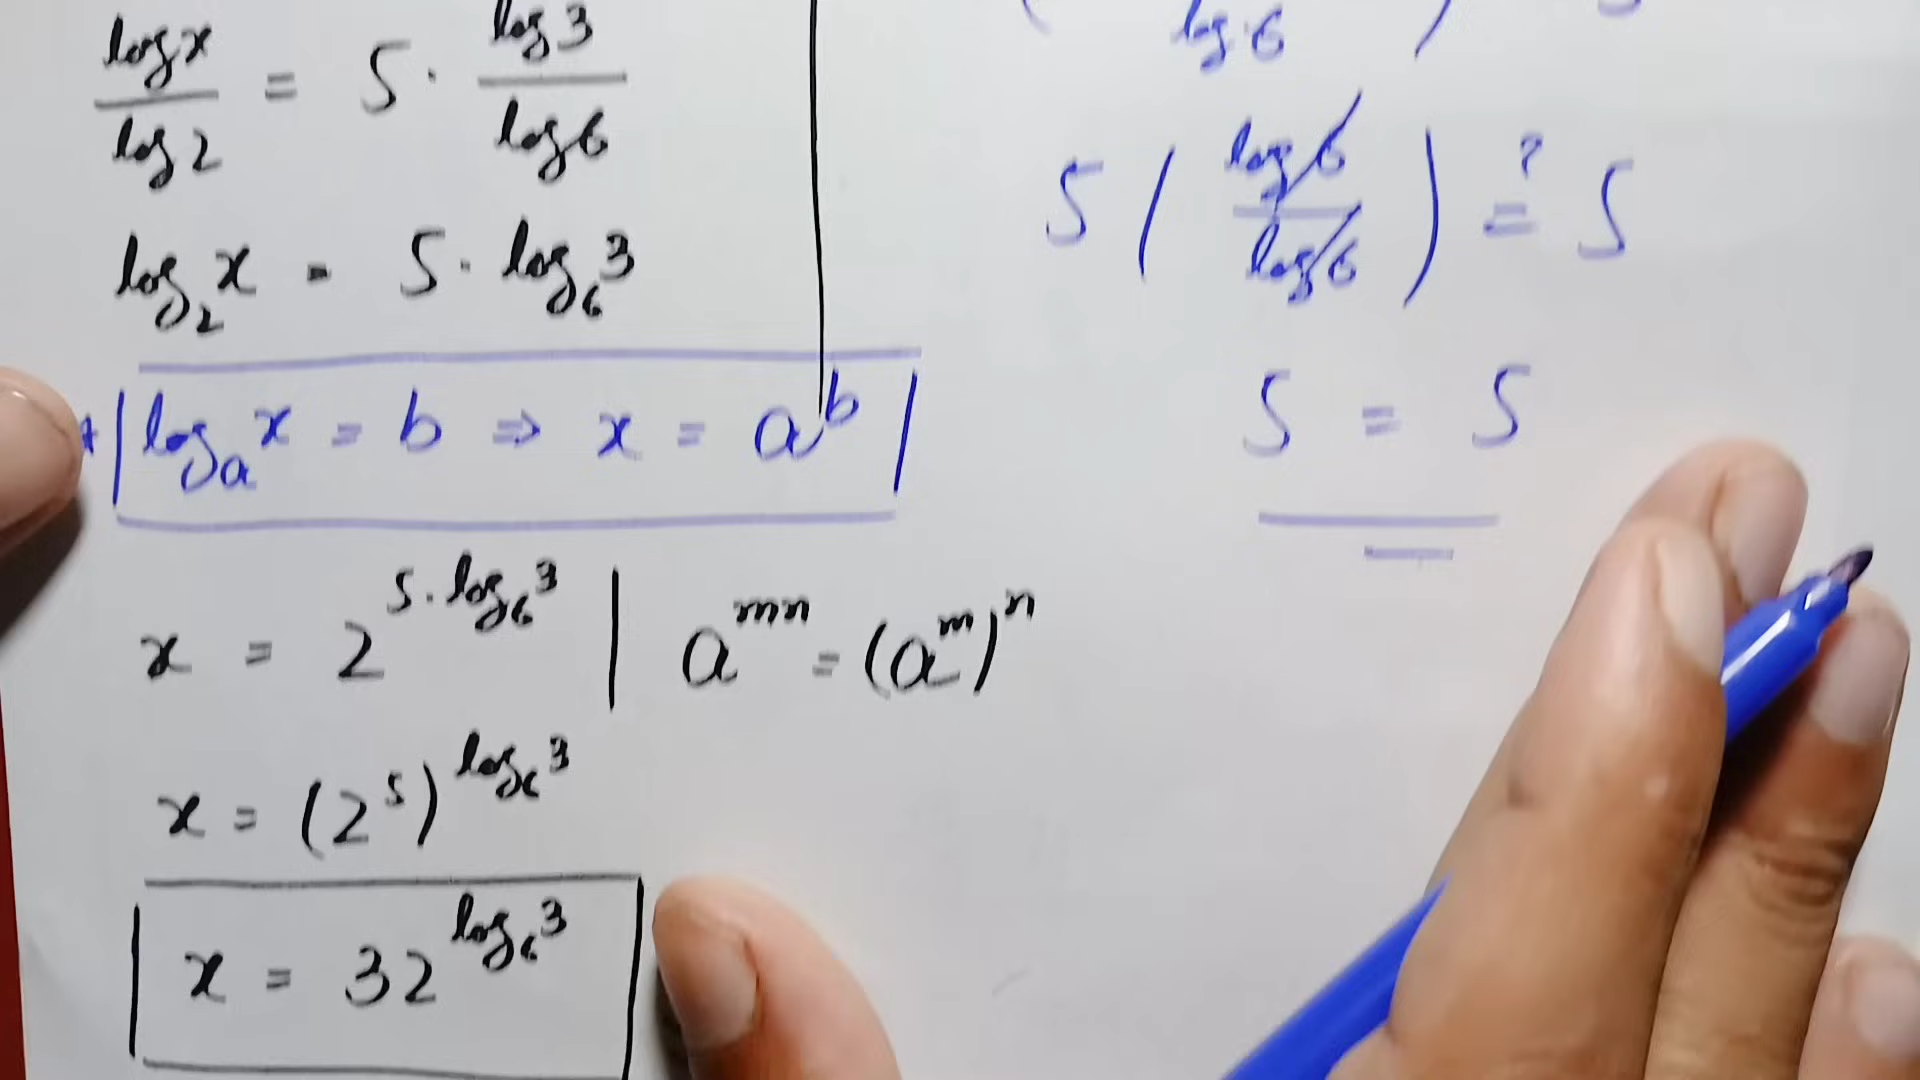 log x / log 2 = 5 · log 3 / log 6
log₂ x = 5 · log₆ 3
* log_a x = b ⇒ x = a^b
x = 2^(5 · log₆ 3) | a^(mn) = (a^m)^n
x = (2^5)^(log₆ 3)
x = 32^(log₆ 3)
log 6
5 ( log 6 / log 6 ) ?= 5
5 = 5